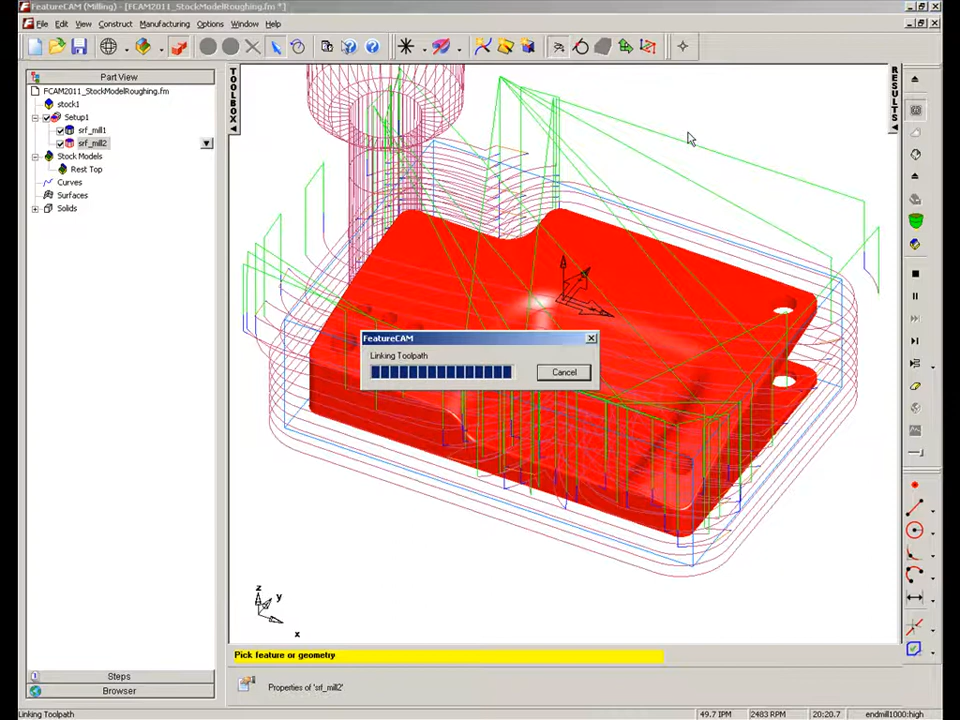 FeatureCAM (Milling) - [FCAM2011_StockModelRoughing.fm *]
File Edit View Construct Manufacturing Options Window Help
Part View
FCAM2011_StockModelRoughing.fm
stock1
Setup1
srf_mill1
srf_mill2
Stock Models
Rest Top
Curves
Surfaces
Solids
TOOLBOX
RESULTS
FeatureCAM
Linking Toolpath
Cancel
z
y
x
Pick feature or geometry
Steps
Browser
Properties of 'srf_mill2'
Linking Toolpath
49.7 IPM
2483 RPM
20:20.7
endmill1000:high